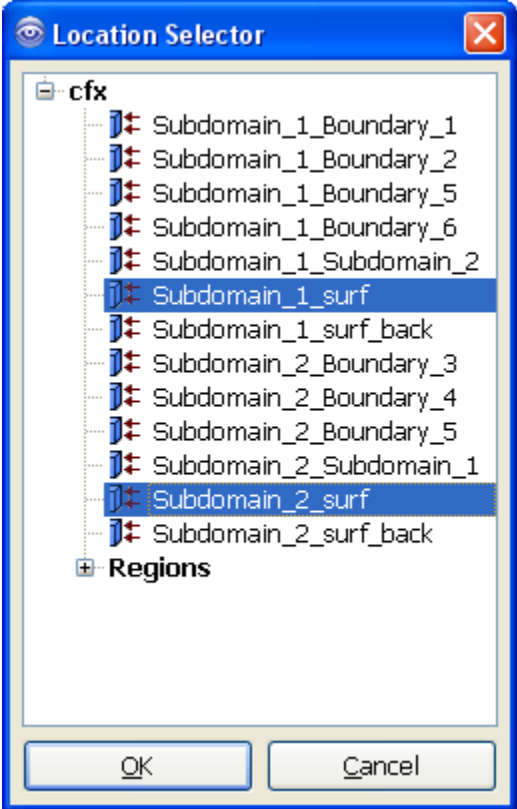 Location Selector
cfx
Subdomain_1_Boundary_1
Subdomain_1_Boundary_2
Subdomain_1_Boundary_5
Subdomain_1_Boundary_6
Subdomain_1_Subdomain_2
Subdomain_1_surf
Subdomain_1_surf_back
Subdomain_2_Boundary_3
Subdomain_2_Boundary_4
Subdomain_2_Boundary_5
Subdomain_2_Subdomain_1
Subdomain_2_surf
Subdomain_2_surf_back
Regions
OK Cancel